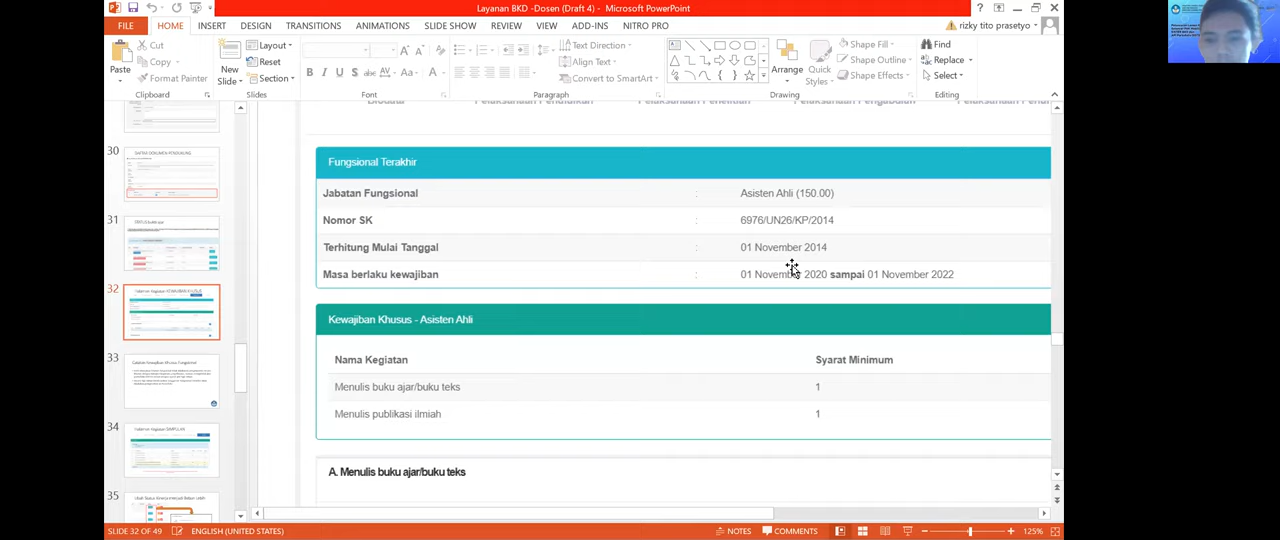 Layanan BKD -Dosen (Draft 4) - Microsoft PowerPoint
FILE HOME INSERT DESIGN TRANSITIONS ANIMATIONS SLIDE SHOW REVIEW VIEW ADD-INS NITRO PRO
rizky tito prasetyo
Paste
Cut
Copy
Format Painter
Clipboard
New Slide
Layout
Reset
Section
Slides
Font
Text Direction
Align Text
Convert to SmartArt
Paragraph
Arrange
Quick Styles
Shape Fill
Shape Outline
Shape Effects
Drawing
Find
Replace
Select
Editing
30
31
32
33
34
35
Fungsional Terakhir
Jabatan Fungsional : Asisten Ahli (150.00)
Nomor SK : 6976/UN26/KP/2014
Terhitung Mulai Tanggal : 01 November 2014
Masa berlaku kewajiban : 01 November 2020 sampai 01 November 2022
Kewajiban Khusus - Asisten Ahli
Nama Kegiatan Syarat Minimum
Menulis buku ajar/buku teks 1
Menulis publikasi ilmiah 1
A. Menulis buku ajar/buku teks
SLIDE 32 OF 49 ENGLISH (UNITED STATES) NOTES COMMENTS 125%